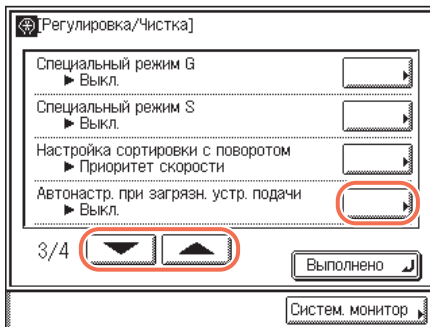 [Регулировка/Чистка]
Специальный режим G
► Выкл.
Специальный режим S
► Выкл.
Настройка сортировки с поворотом
► Приоритет скорости
Автонастр. при загрязн. устр. подачи
► Выкл.
3/4
Выполнено
Систем. монитор